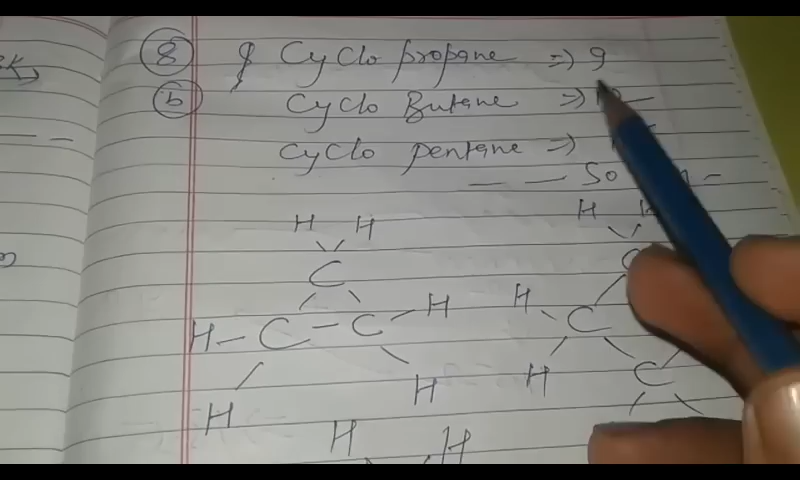 8 Cyclo propane => 9
b Cyclo Butane =>
Cyclo pentane =>
— — So
H H H
C
H - C - C - H H C
H H H C
H H